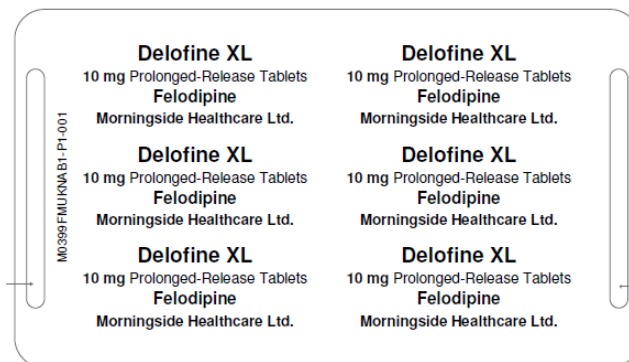 Delofine XL
10 mg Prolonged-Release Tablets
Felodipine
Morningside Healthcare Ltd.
Delofine XL
10 mg Prolonged-Release Tablets
Felodipine
Morningside Healthcare Ltd.
Delofine XL
10 mg Prolonged-Release Tablets
Felodipine
Morningside Healthcare Ltd.
Delofine XL
10 mg Prolonged-Release Tablets
Felodipine
Morningside Healthcare Ltd.
Delofine XL
10 mg Prolonged-Release Tablets
Felodipine
Morningside Healthcare Ltd.
Delofine XL
10 mg Prolonged-Release Tablets
Felodipine
Morningside Healthcare Ltd.
M0399FMUKNAB1-P1-001